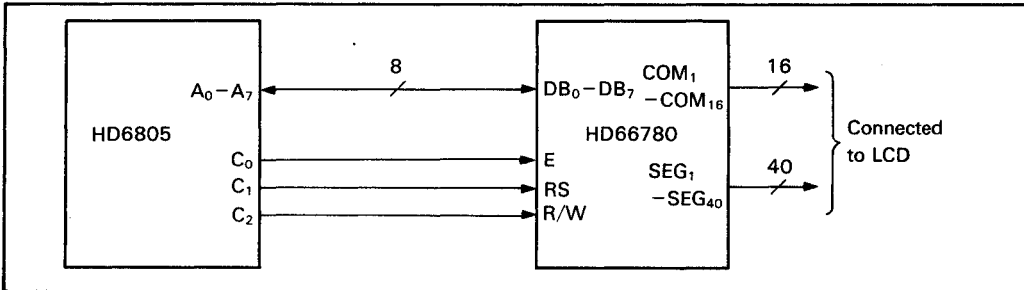 8
A₀−A₇
HD6805
C₀
C₁
C₂
DB₀−DB₇
COM₁
−COM₁₆
HD66780
E
RS
R/W
SEG₁
−SEG₄₀
16
40
Connected
to LCD